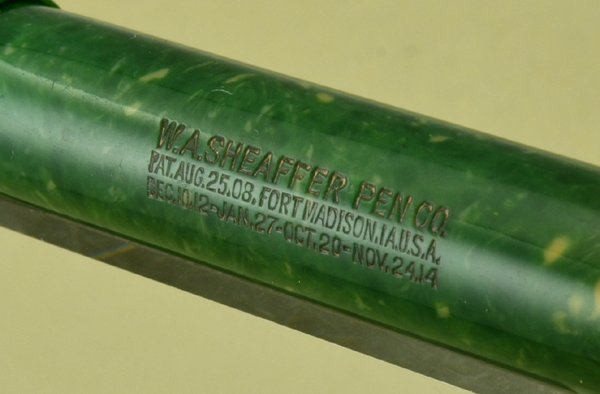 W.A.SHEAFFER PEN CO.
PAT.AUG.25.08.FORT MADISON,IA.U.S.A.
DEC.10.12-JAN.27-OCT.20-NOV.24.14